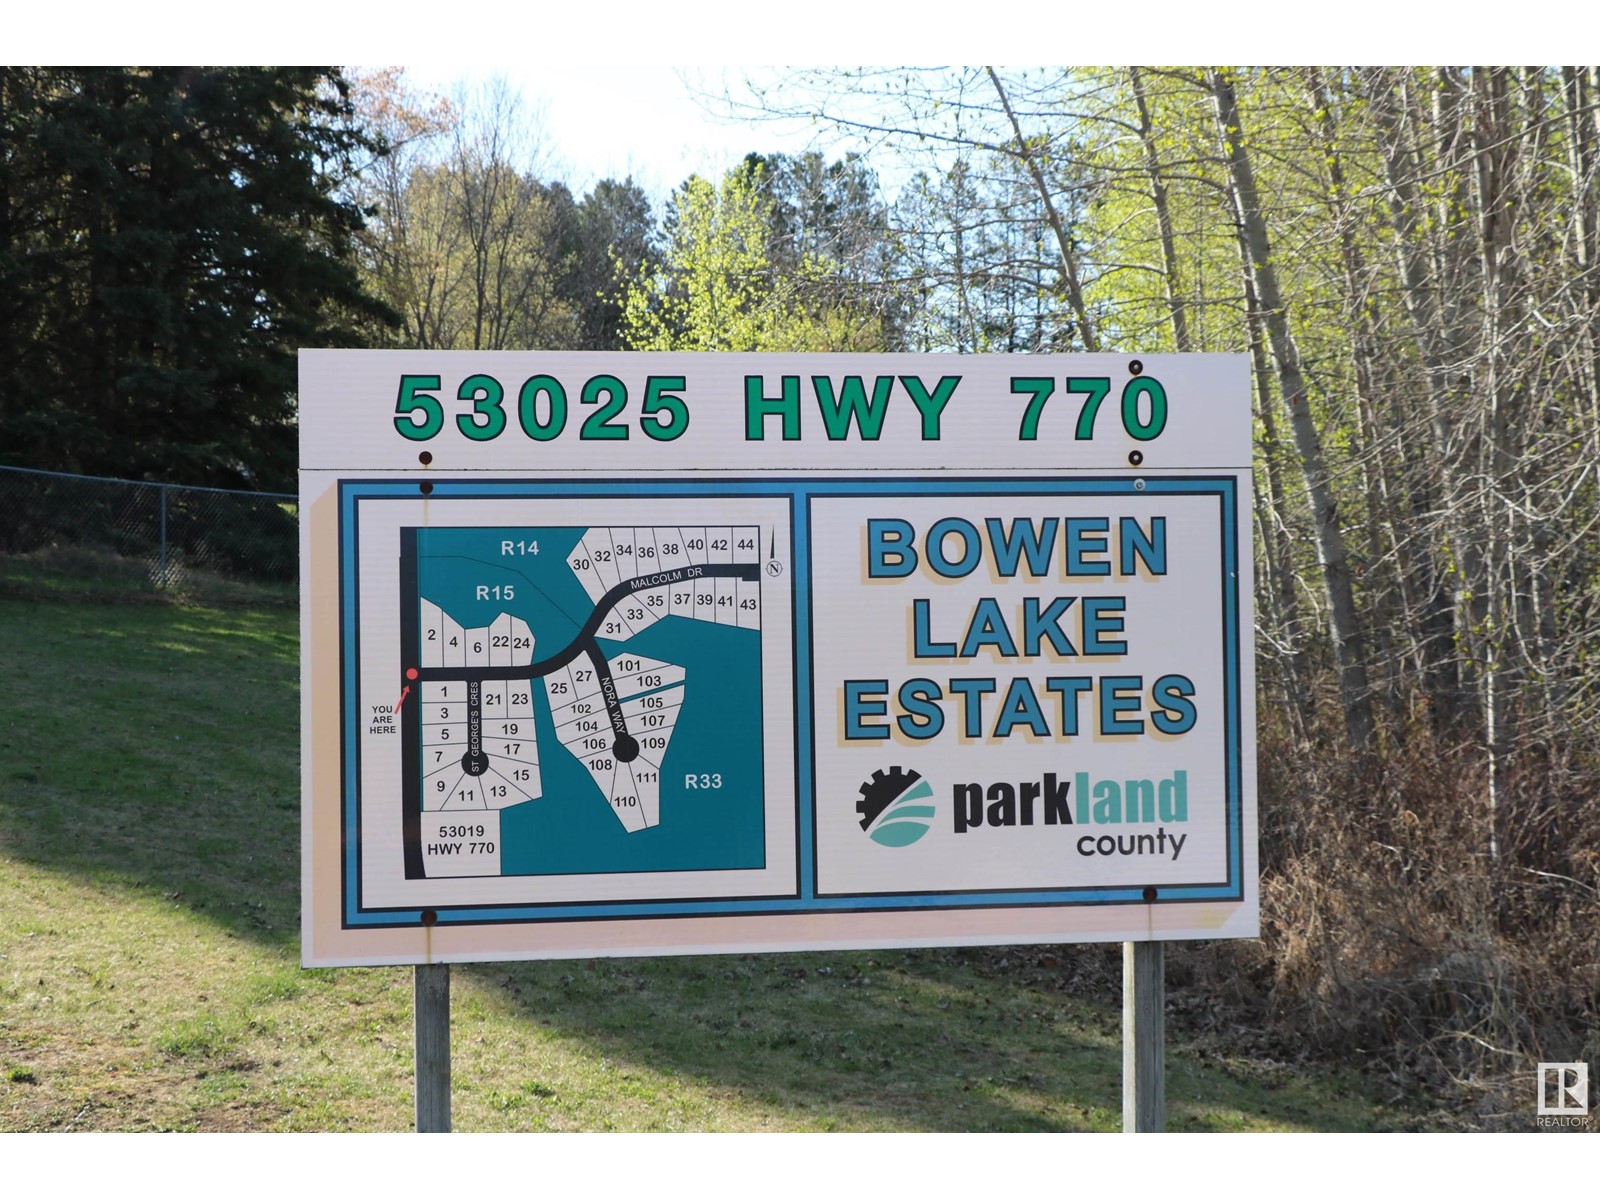 53025 HWY 770
R14
R15
30 32 34 36 38 40 42 44
MALCOLM DR
N
31 33 35 37 39 41 43
2 4 6 22 24
YOU
ARE
HERE
1
3
5
7
9
11
13
15
17
19
21 23
ST GEORGE'S CRES
25 27
NORA WAY
101
103
105
107
109
111
110
102
104
106
108
R33
53019
HWY 770
BOWEN
LAKE
ESTATES
parkland
county
R
REALTOR